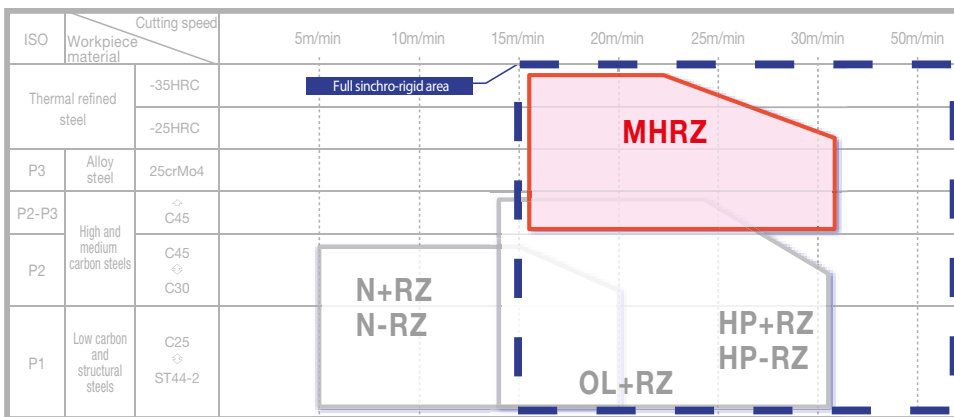 Cutting speed
ISO
Workpiece
material
5m/min 10m/min 15m/min 20m/min 25m/min 30m/min 50m/min
Full sinchro-rigid area
Thermal refined
steel
-35HRC
-25HRC
MHRZ
P3
Alloy
steel
25crMo4
P2-P3
C45
High and
medium
carbon steels
P2
C45
C30
N+RZ
N-RZ
P1
Low carbon
and
structural
steels
C25
ST44-2
HP+RZ
HP-RZ
OL+RZ